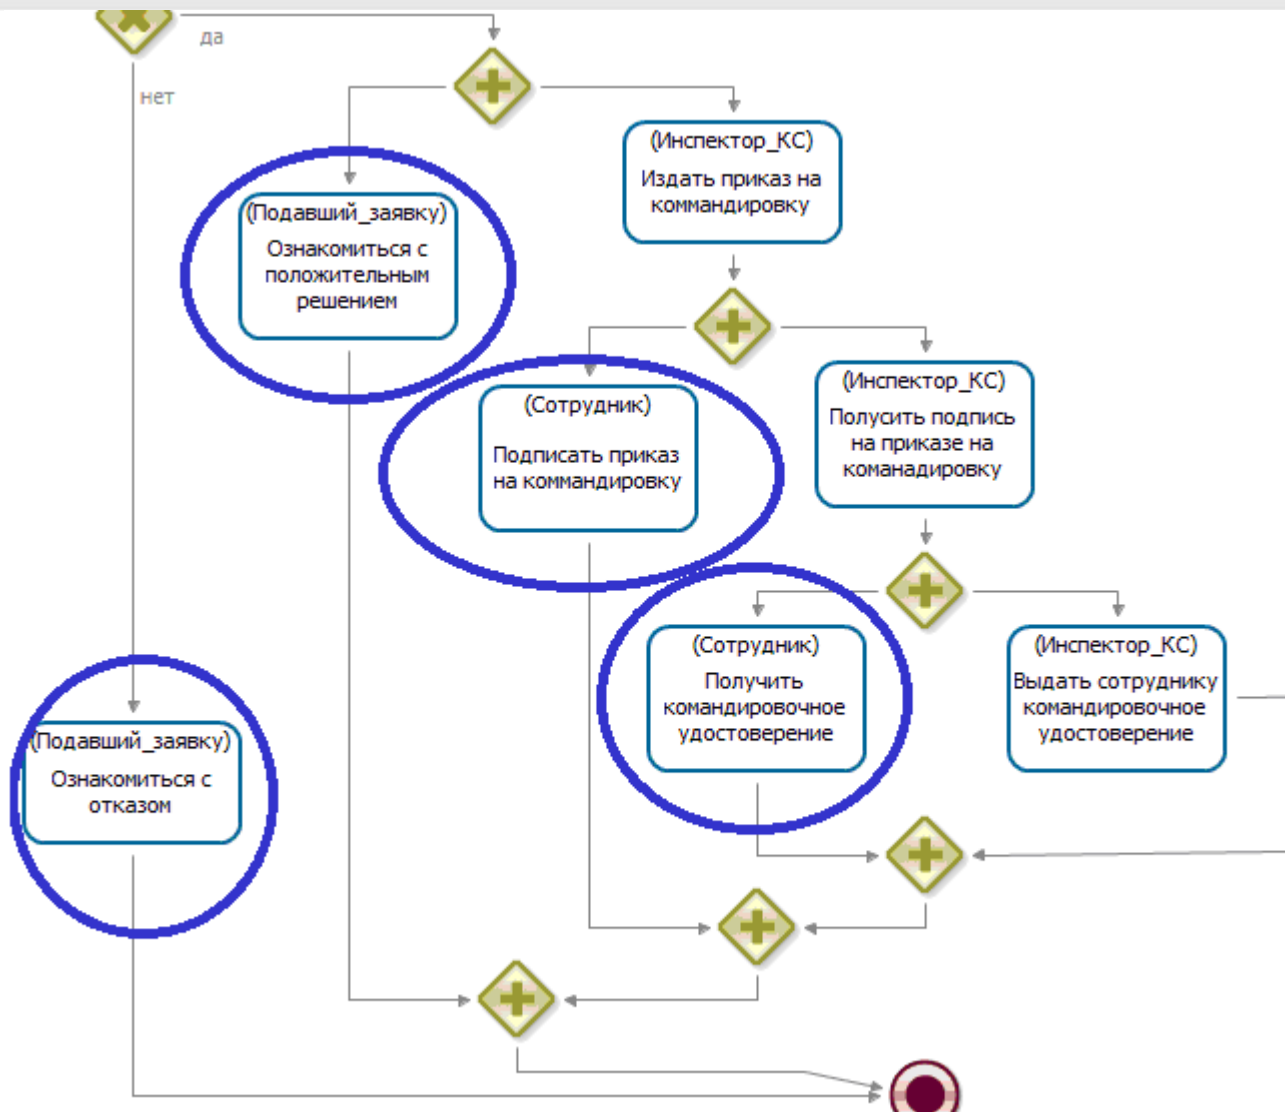 да
нет
(Инспектор_КС)
Издать приказ на
коммандировку
(Подавший_заявку)
Ознакомиться с
положительным
решением
(Сотрудник)
Подписать приказ
на коммандировку
(Инспектор_КС)
Полусить подпись
на приказе на
команадировку
(Сотрудник)
Получить
командировочное
удостоверение
(Инспектор_КС)
Выдать сотруднику
командировочное
удостоверение
(Подавший_заявку)
Ознакомиться с
отказом